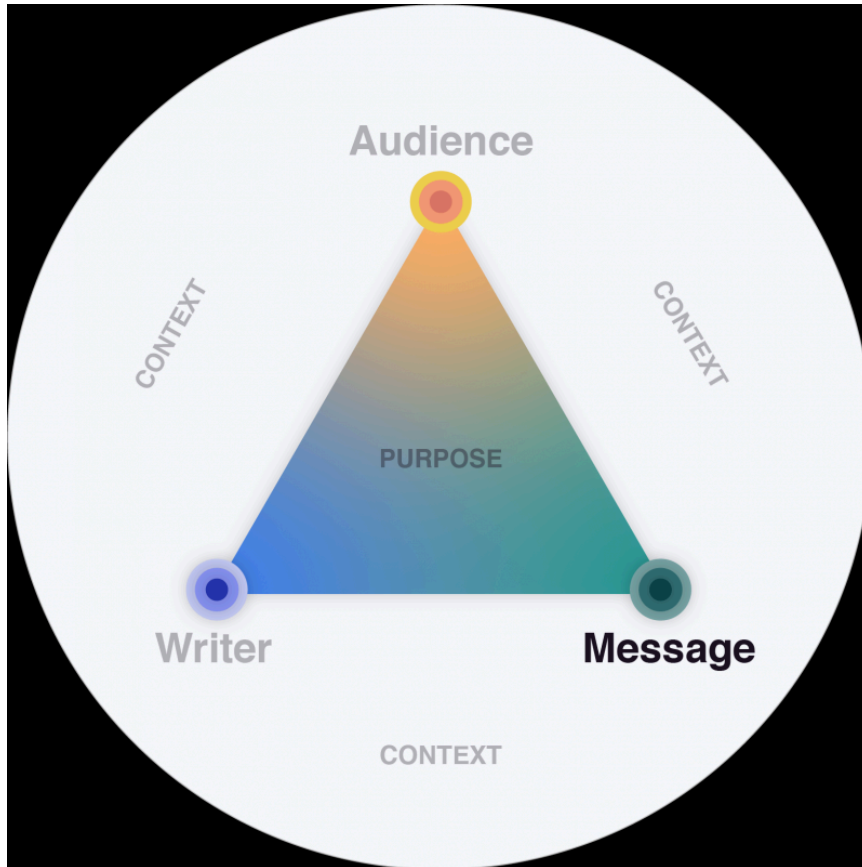 Audience
CONTEXT
CONTEXT
PURPOSE
Writer
Message
CONTEXT